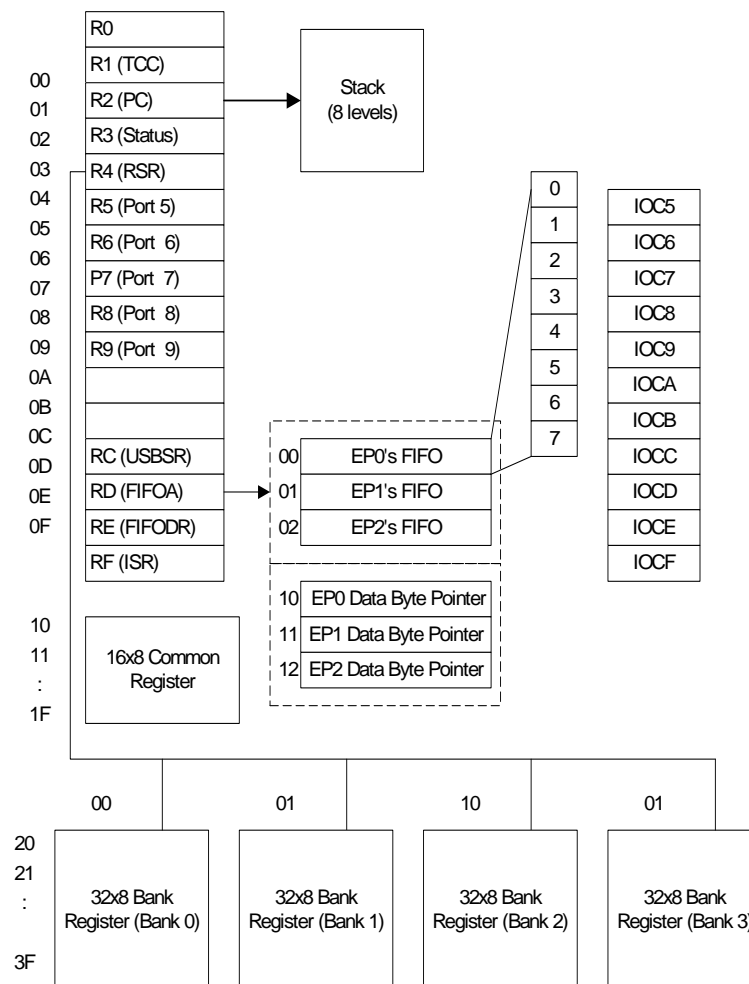 R0
R1 (TCC)
R2 (PC)
R3 (Status)
R4 (RSR)
R5 (Port 5)
R6 (Port 6)
P7 (Port 7)
R8 (Port 8)
R9 (Port 9)
RC (USBSR)
RD (FIFOA)
RE (FIFODR)
RF (ISR)
00
01
02
03
04
05
06
07
08
09
0A
0B
0C
0D
0E
0F
Stack
(8 levels)
0
1
2
3
4
5
6
7
IOC5
IOC6
IOC7
IOC8
IOC9
IOCA
IOCB
IOCC
IOCD
IOCE
IOCF
00 EP0's FIFO
01 EP1's FIFO
02 EP2's FIFO
10 EP0 Data Byte Pointer
11 EP1 Data Byte Pointer
12 EP2 Data Byte Pointer
10
11
:
1F
16x8 Common
Register
00
01
10
01
20
21
:
3F
32x8 Bank
Register (Bank 0)
32x8 Bank
Register (Bank 1)
32x8 Bank
Register (Bank 2)
32x8 Bank
Register (Bank 3)